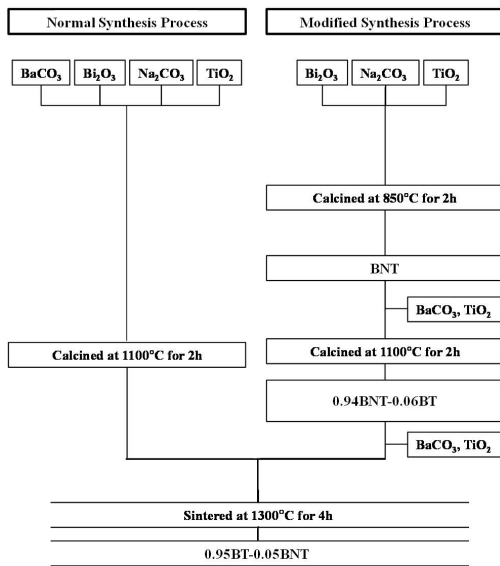 Normal Synthesis Process
Modified Synthesis Process
BaCO₃ Bi₂O₃ Na₂CO₃ TiO₂
Bi₂O₃ Na₂CO₃ TiO₂
Calcined at 850°C for 2h
BNT
BaCO₃, TiO₂
Calcined at 1100°C for 2h
Calcined at 1100°C for 2h
0.94BNT-0.06BT
BaCO₃, TiO₂
Sintered at 1300°C for 4h
0.95BT-0.05BNT